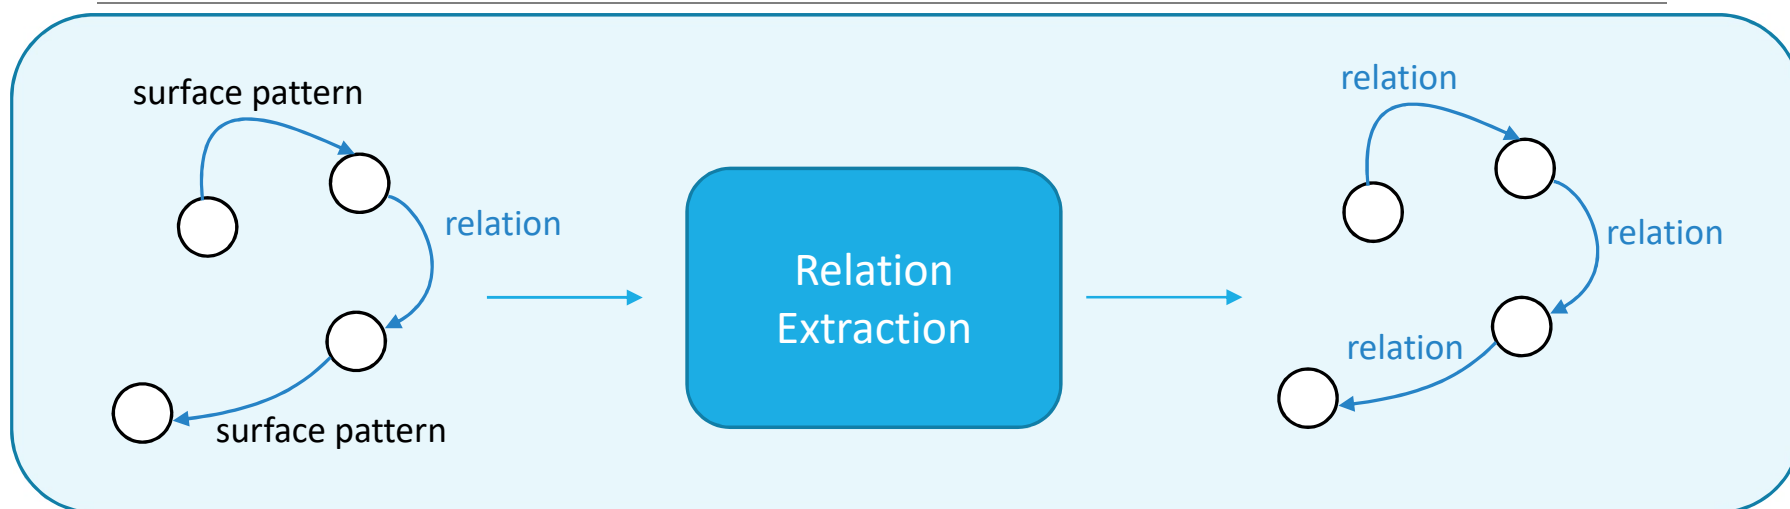 surface pattern
relation
surface pattern
Relation
Extraction
relation
relation
relation